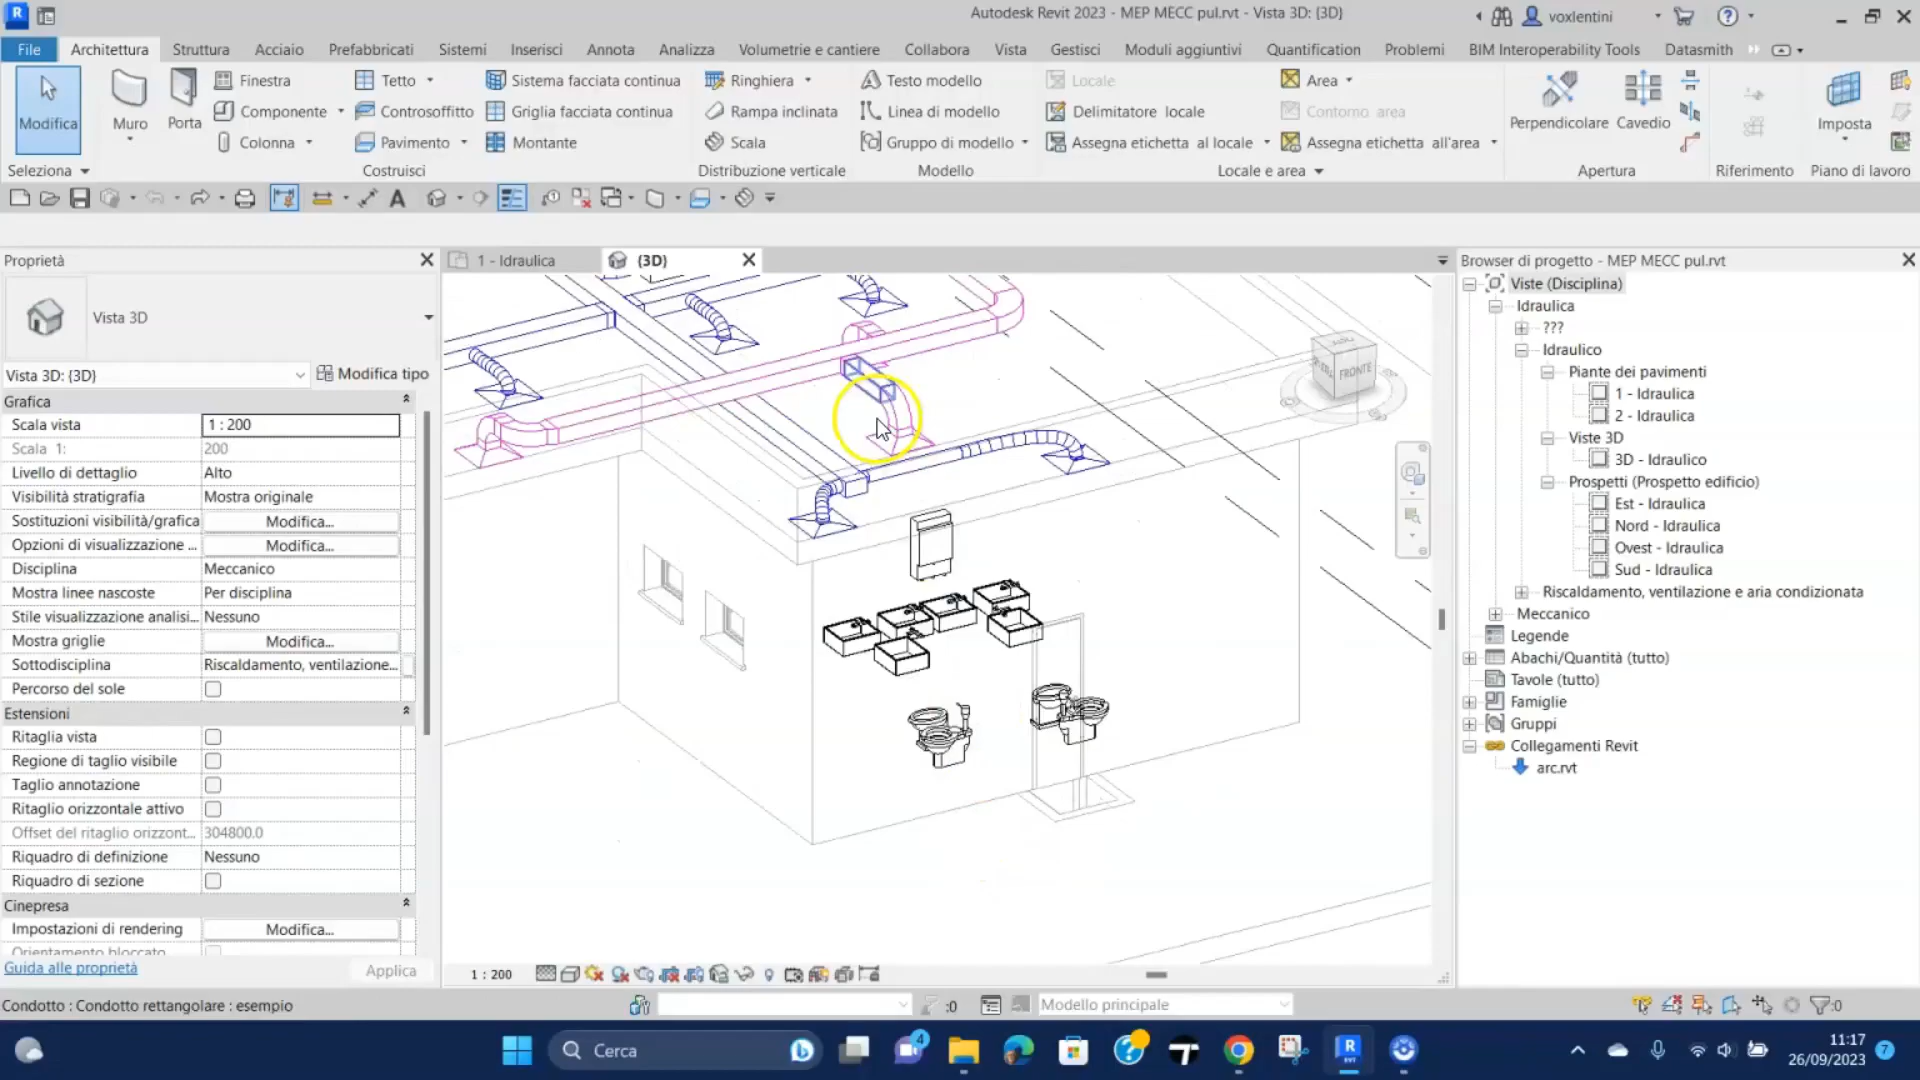 Autodesk Revit 2023 - MEP MECC pul.rvt - Vista 3D: {3D}
voxlentini
File Architettura Struttura Acciaio Prefabbricati Sistemi Inserisci Annota Analizza Volumetrie e cantiere Collabora Vista Gestisci Moduli aggiuntivi Quantification Problemi BIM Interoperability Tools Datasmith
Finestra Tetto Sistema facciata continua Ringhiera Testo modello Locale Area
Modifica Muro Porta Componente Controsoffitto Griglia facciata continua Rampa inclinata Linea di modello Delimitatore locale Contorno area Perpendicolare Cavedio Imposta
Colonna Pavimento Montante Scala Gruppo di modello Assegna etichetta al locale Assegna etichetta all'area
Seleziona Costruisci Distribuzione verticale Modello Locale e area Apertura Riferimento Piano di lavoro
Proprietà
1 - Idraulica
{3D}
Browser di progetto - MEP MECC pul.rvt
Vista 3D
Vista 3D: {3D}
Modifica tipo
Grafica
Scala vista 1 : 200
Scala 1: 200
Livello di dettaglio Alto
Visibilità stratigrafia Mostra originale
Sostituzioni visibilità/grafica Modifica...
Opzioni di visualizzazione ... Modifica...
Disciplina Meccanico
Mostra linee nascoste Per disciplina
Stile visualizzazione analisi... Nessuno
Mostra griglie Modifica...
Sottodisciplina Riscaldamento, ventilazione...
Percorso del sole
Estensioni
Ritaglia vista
Regione di taglio visibile
Taglio annotazione
Ritaglio orizzontale attivo
Offset del ritaglio orizzont... 304800.0
Riquadro di definizione Nessuno
Riquadro di sezione
Cinepresa
Impostazioni di rendering Modifica...
Orientamento bloccato
Guida alle proprietà
Applica
FRONTE
Viste (Disciplina)
Idraulica
???
Idraulico
Piante dei pavimenti
1 - Idraulica
2 - Idraulica
Viste 3D
3D - Idraulico
Prospetti (Prospetto edificio)
Est - Idraulica
Nord - Idraulica
Ovest - Idraulica
Sud - Idraulica
Riscaldamento, ventilazione e aria condizionata
Meccanico
Legende
Abachi/Quantità (tutto)
Tavole (tutto)
Famiglie
Gruppi
Collegamenti Revit
arc.rvt
1 : 200
Condotto : Condotto rettangolare : esempio
:0
Modello principale
:0
Cerca
4
11:17
26/09/2023
7